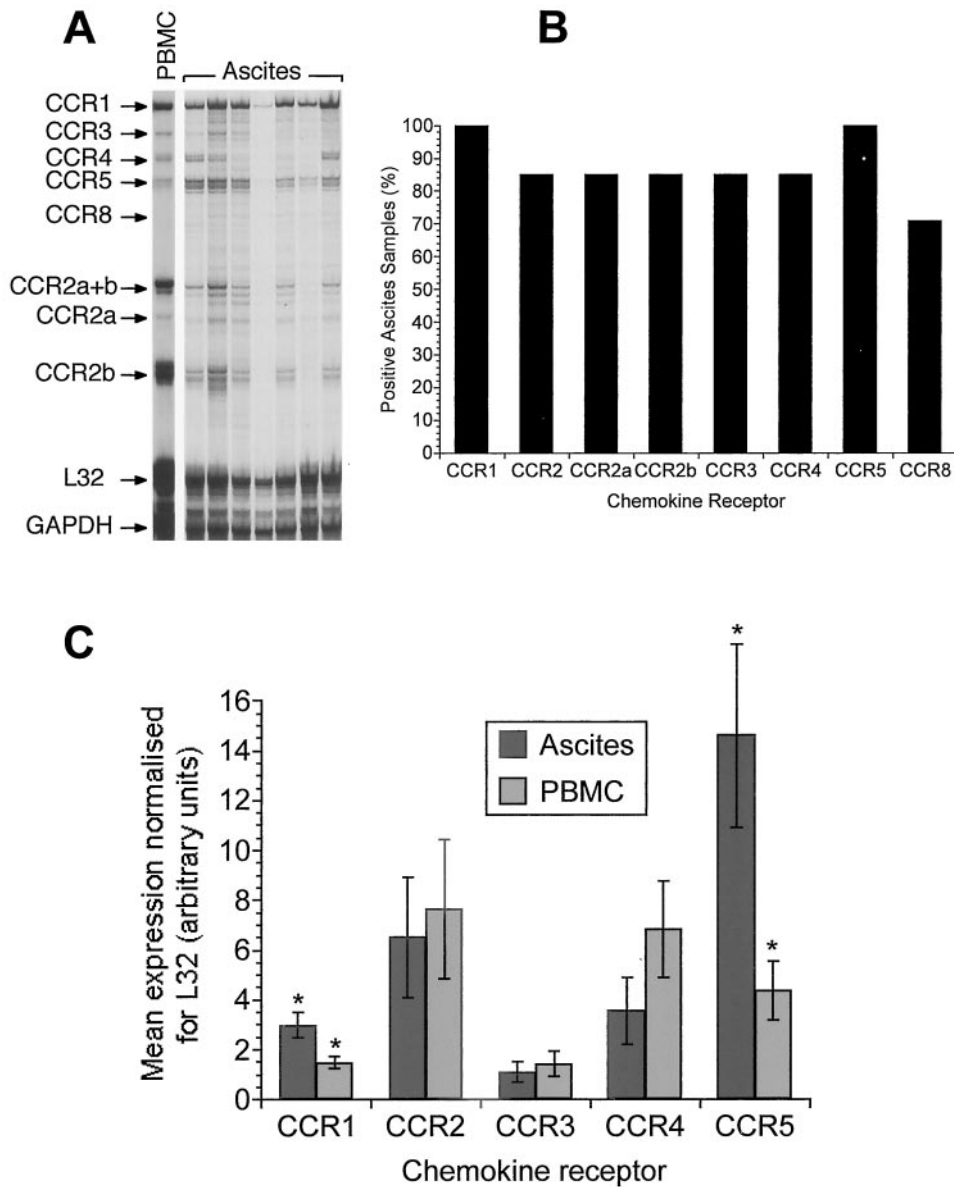 A
PBMC
Ascites
CCR1
CCR3
CCR4
CCR5
CCR8
CCR2a+b
CCR2a
CCR2b
L32
GAPDH
B
Positive Ascites Samples (%)
100
90
80
70
60
50
40
30
20
10
0
CCR1 CCR2 CCR2a CCR2b CCR3 CCR4 CCR5 CCR8
Chemokine Receptor
C
Mean expression normalised
for L32 (arbitrary units)
16
14
12
10
8
6
4
2
0
Ascites
PBMC
* * * *
CCR1 CCR2 CCR3 CCR4 CCR5
Chemokine receptor